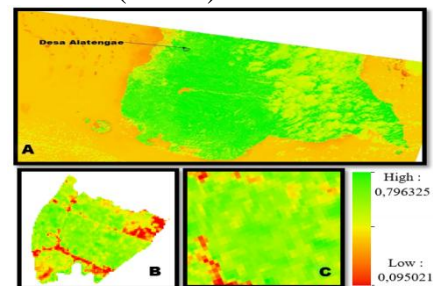 Desa Alatengae
A
B
C
High :
0,796325
Low :
0,095021